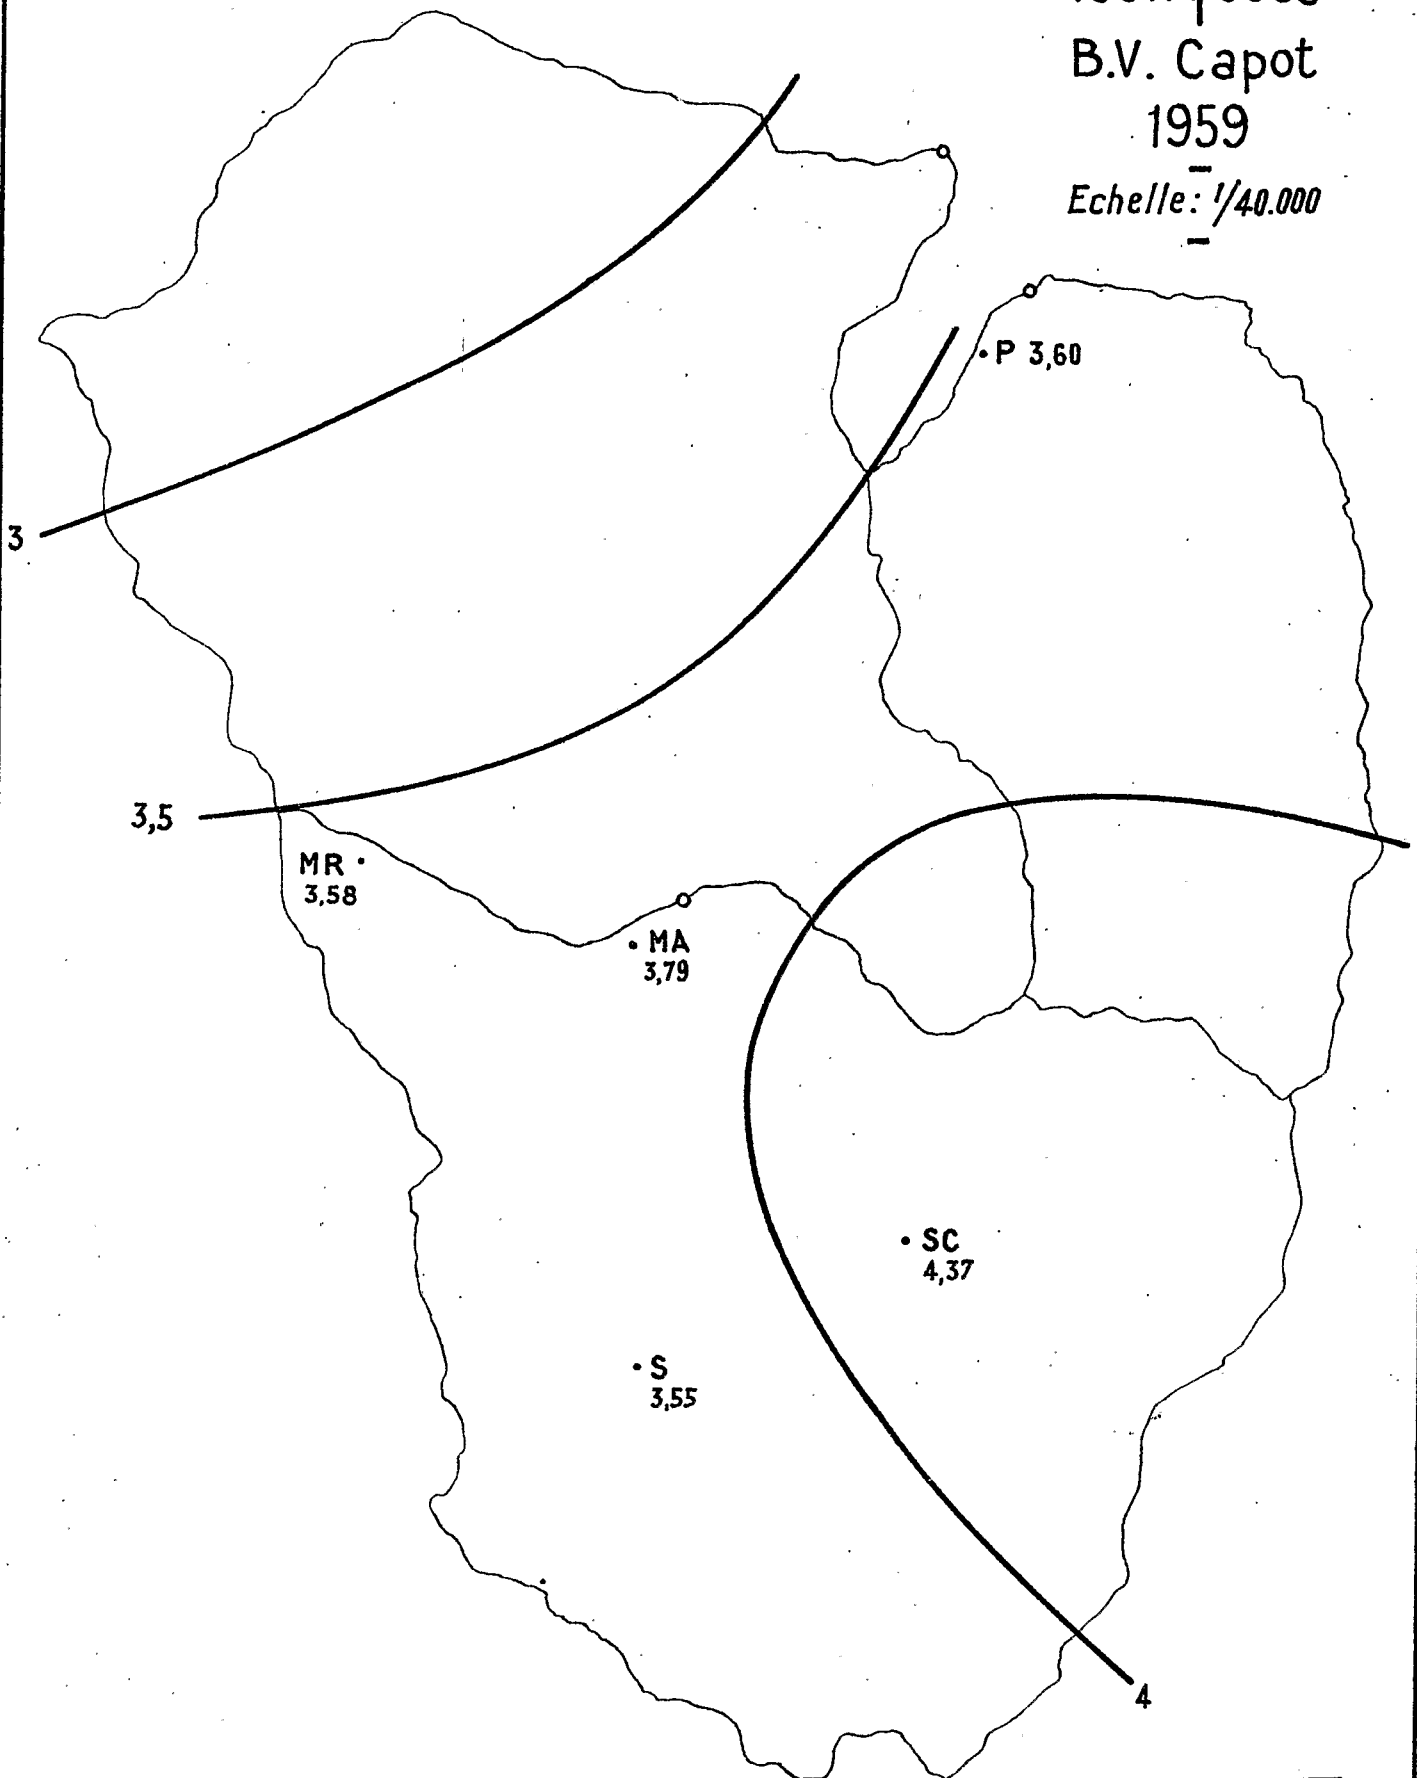 B.V. Capot
1959
Echelle: 1/40.000
P 3,60
3
3,5
MR
3,58
MA
3,79
SC
4,37
S
3,55
4